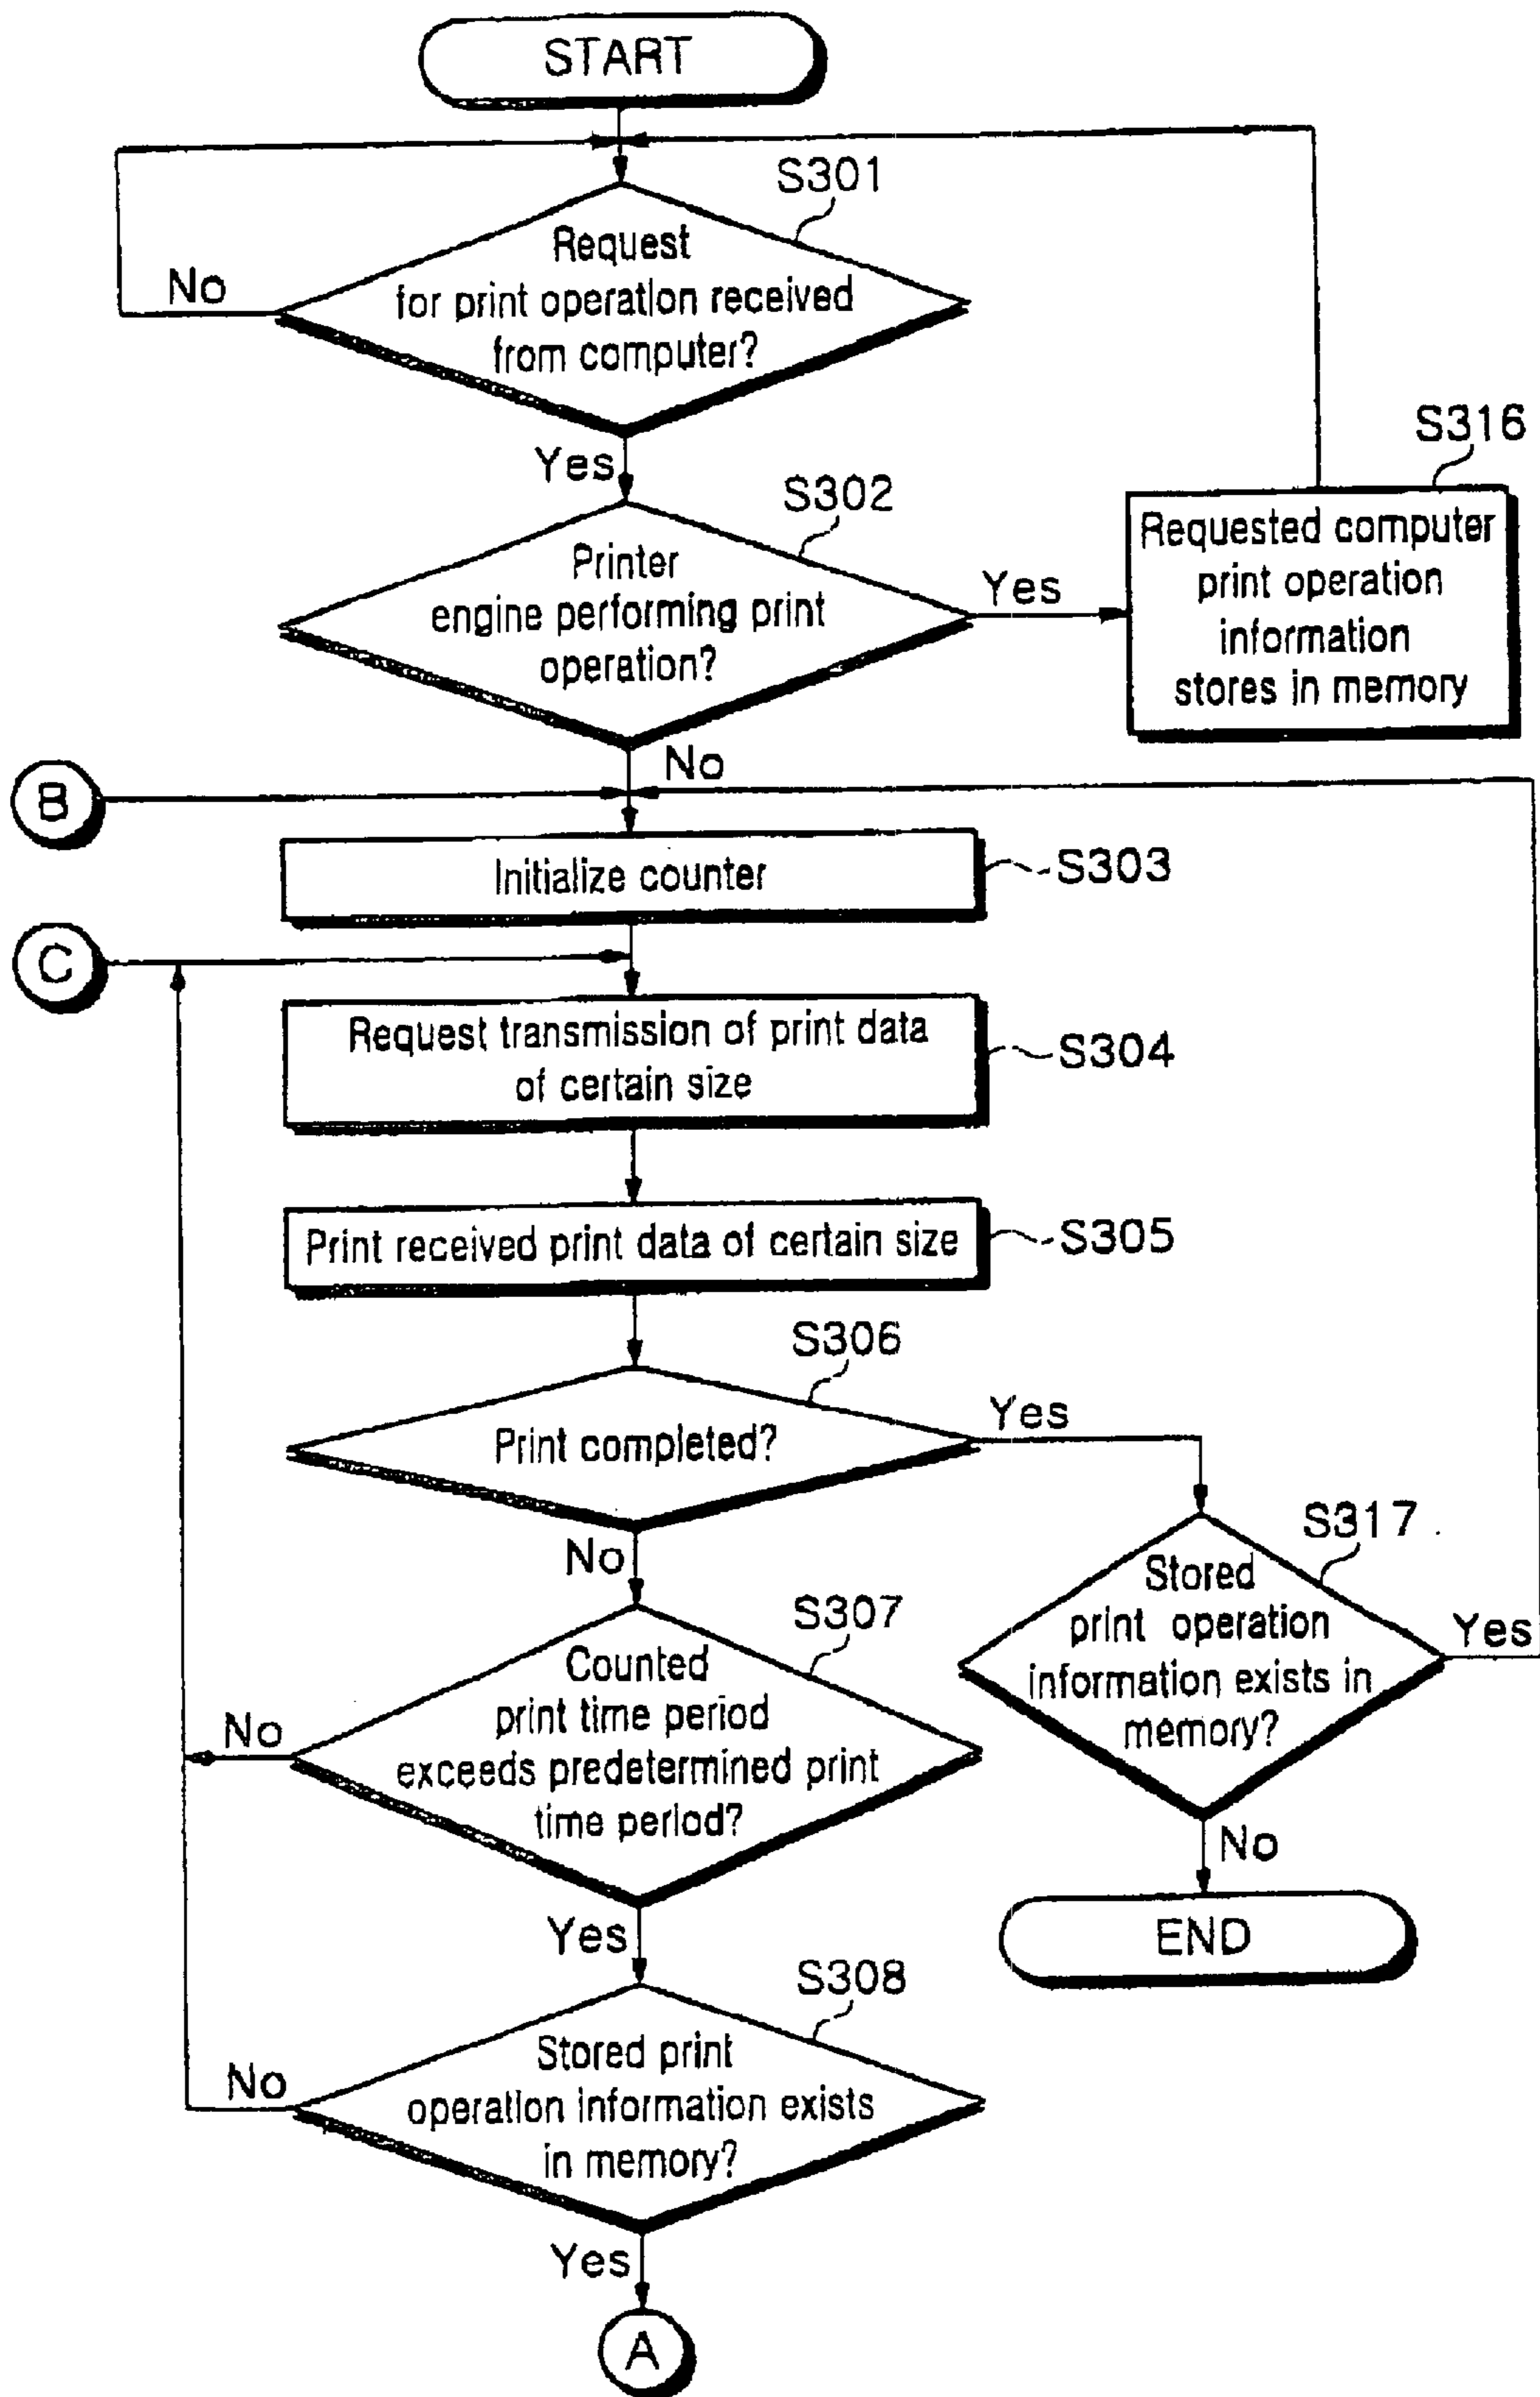 START
S301
Request
for print operation received
from computer?
No
Yes
S302
S316
Printer
engine performing print
operation?
Yes
Requested computer
print operation
information
stores in memory
No
B
Initialize counter
S303
C
Request transmission of print data
of certain size
S304
Print received print data of certain size
S305
S306
Print completed?
Yes
No
S317
Stored
print operation
information exists in
memory?
Yes
S307
Counted
print time period
exceeds predetermined print
time period?
No
No
END
Yes
S308
Stored print
operation information exists
in memory?
No
Yes
A